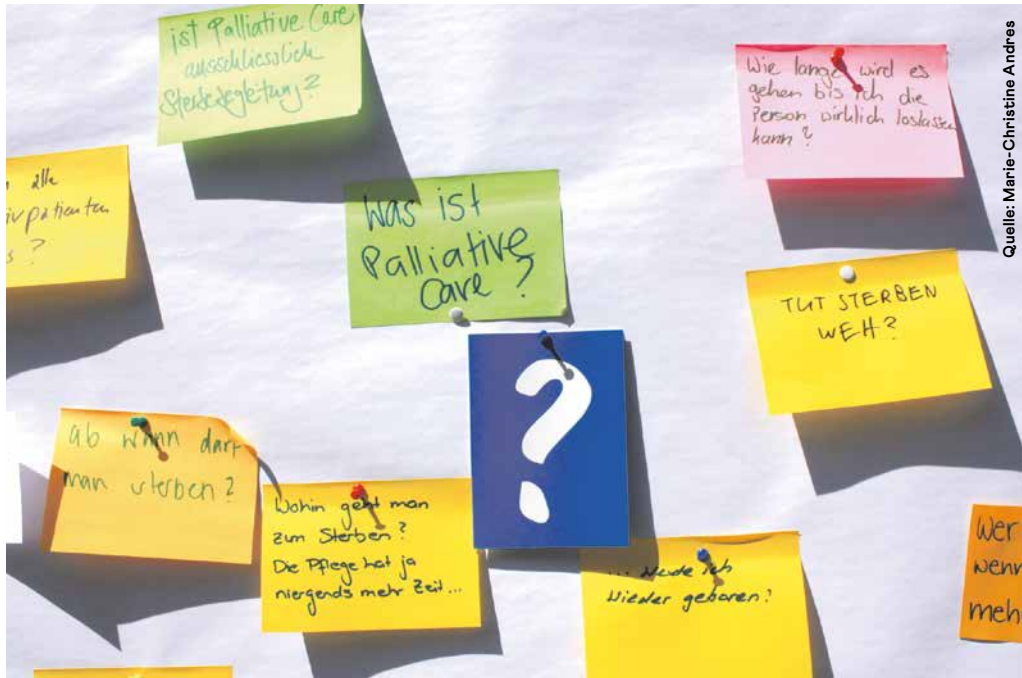 ist Palliative Care
ausschliesslich
Sterbebegleitung?
Wie lange wird es
gehen bis ich die
Person wirklich loslassen
kann?
alle
s?
Was ist
Palliative
Care?
TUT STERBEN
WEH?
?
ab wann darf
man sterben?
Wohin geht man
zum Sterben?
Die Pflege hat ja
niergends mehr Zeit...
... Werde ich
wieder geboren?
Wer
wenn
meh
Quelle: Marie-Christine Andres